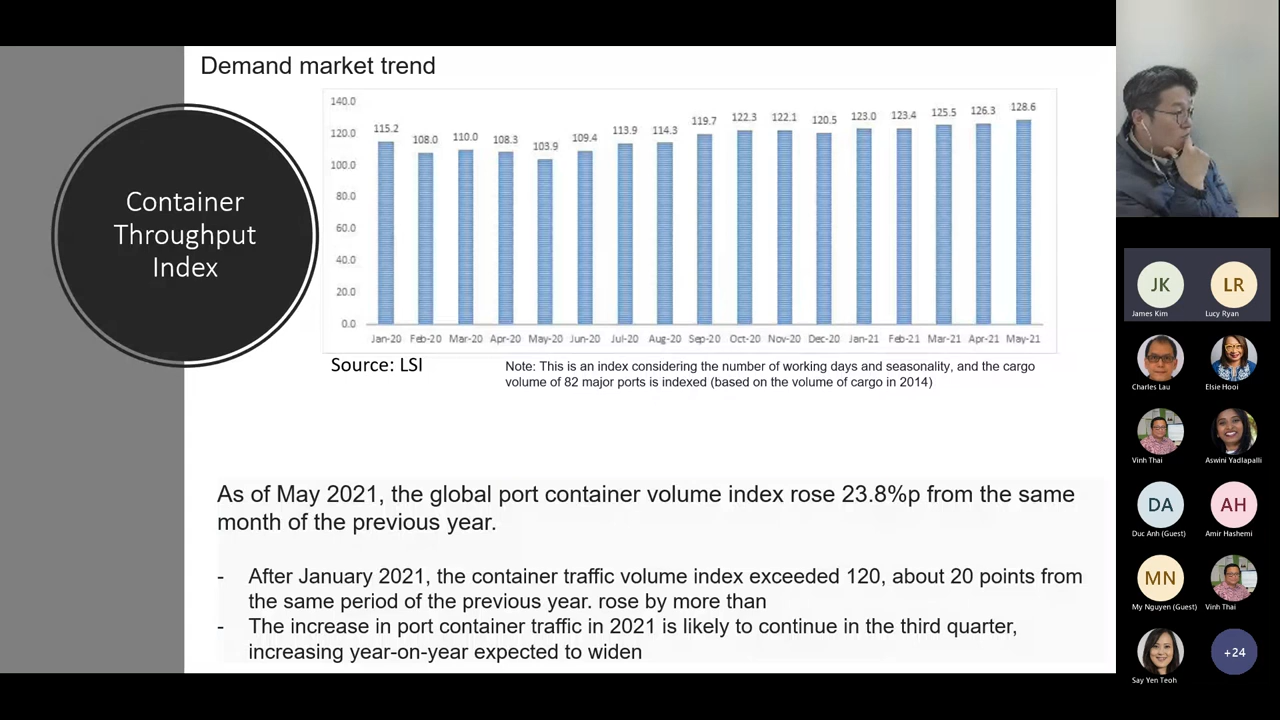 Demand market trend
Container
Throughput
Index
140.0
120.0
100.0
80.0
60.0
40.0
20.0
0.0
115.2 108.0 110.0 108.3 103.9 109.4 113.9 114.3 119.7 122.3 122.1 120.5 123.0 123.4 125.5 126.3 128.6
Jan-20 Feb-20 Mar-20 Apr-20 May-20 Jun-20 Jul-20 Aug-20 Sep-20 Oct-20 Nov-20 Dec-20 Jan-21 Feb-21 Mar-21 Apr-21 May-21
Source: LSI
Note: This is an index considering the number of working days and seasonality, and the cargo
volume of 82 major ports is indexed (based on the volume of cargo in 2014)
As of May 2021, the global port container volume index rose 23.8%p from the same
month of the previous year.
- After January 2021, the container traffic volume index exceeded 120, about 20 points from
the same period of the previous year. rose by more than
- The increase in port container traffic in 2021 is likely to continue in the third quarter,
increasing year-on-year expected to widen
JK LR
James Kim Lucy Ryan
Charles Lau Elsie Hooi
Vinh Thai Aswini Yadlapalli
DA AH
Duc Anh (Guest) Amir Hashemi
MN
My Nguyen (Guest) Vinh Thai
+24
Say Yen Teoh